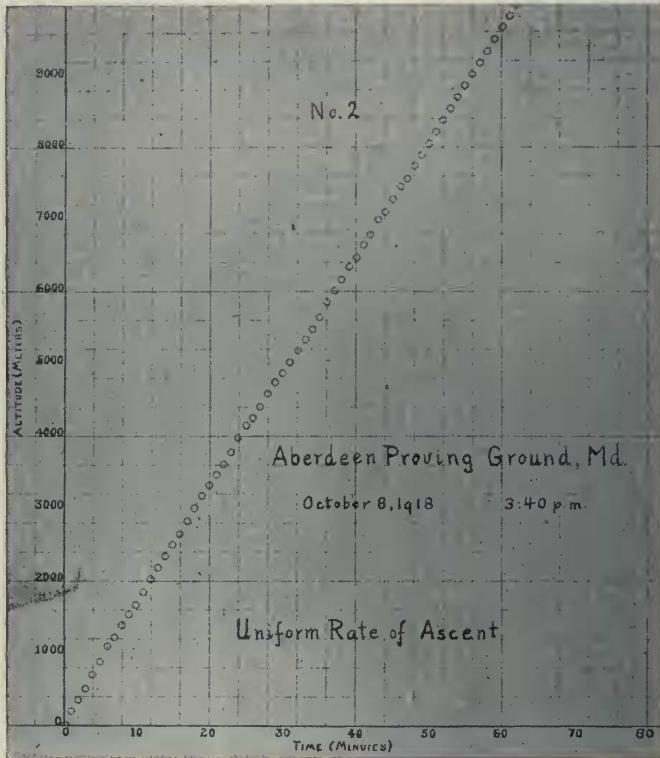 9000
No. 2
8000
7000
6000
5000
ALTITUDE (METERS)
4000
Aberdeen Proving Ground, Md.
3000
October 8, 1918 3:40 p.m.
2000
Uniform Rate of Ascent
1000
0
0 10 20 30 40 50 60 70 80
TIME (MINUTES)